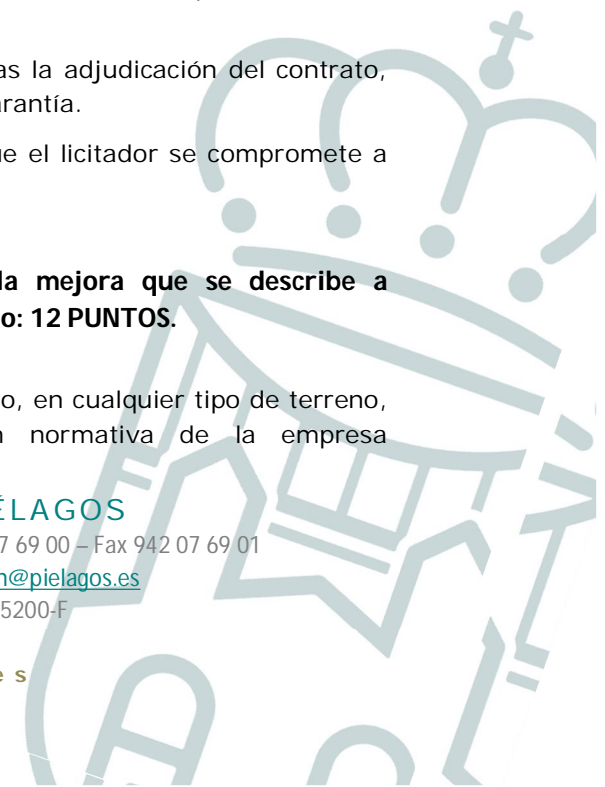 as la adjudicación del contrato,
arantía.
ue el licitador se compromete a
la mejora que se describe a
o: 12 PUNTOS.
o, en cualquier tipo de terreno,
n normativa de la empresa
ÉLAGOS
7 69 00 – Fax 942 07 69 01
n@pielagos.es
5200-F
e s